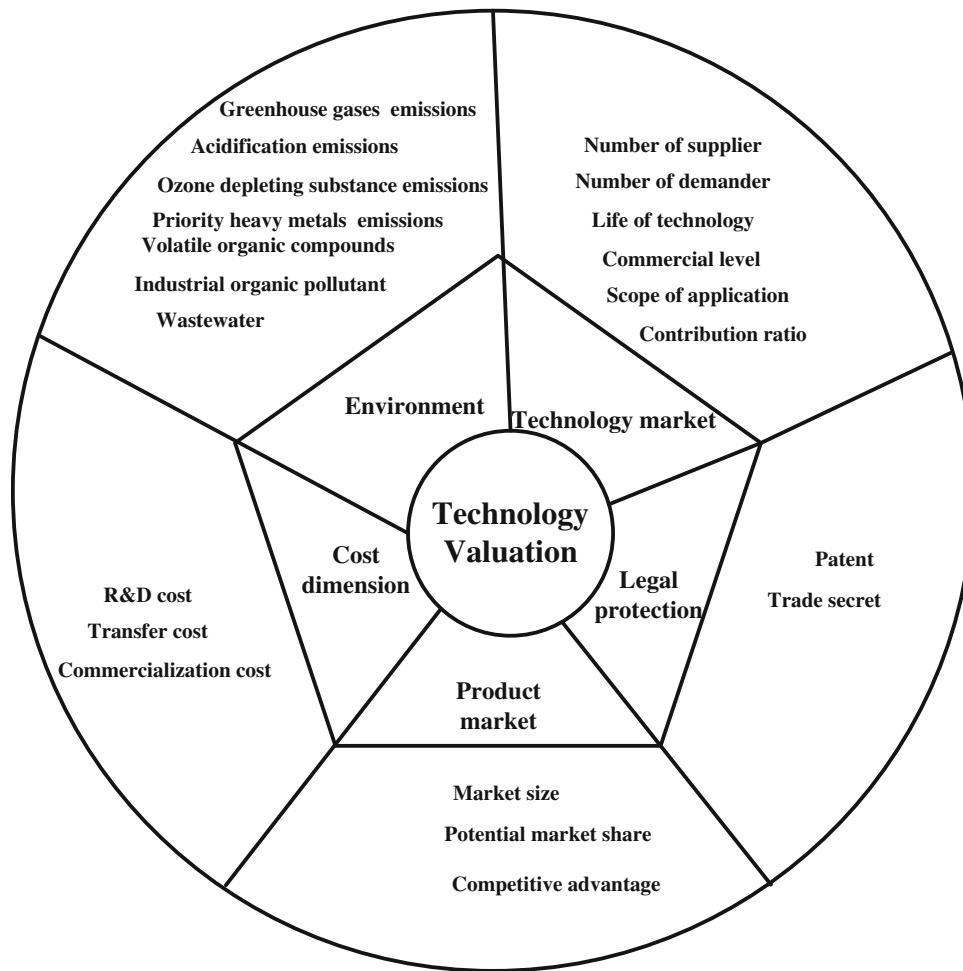 Greenhouse gases emissions
Acidification emissions
Ozone depleting substance emissions
Priority heavy metals emissions
Volatile organic compounds
Industrial organic pollutant
Wastewater
Number of supplier
Number of demander
Life of technology
Commercial level
Scope of application
Contribution ratio
Environment
Technology market
Technology
Valuation
Cost
dimension
Legal
protection
Product
market
R&D cost
Transfer cost
Commercialization cost
Patent
Trade secret
Market size
Potential market share
Competitive advantage